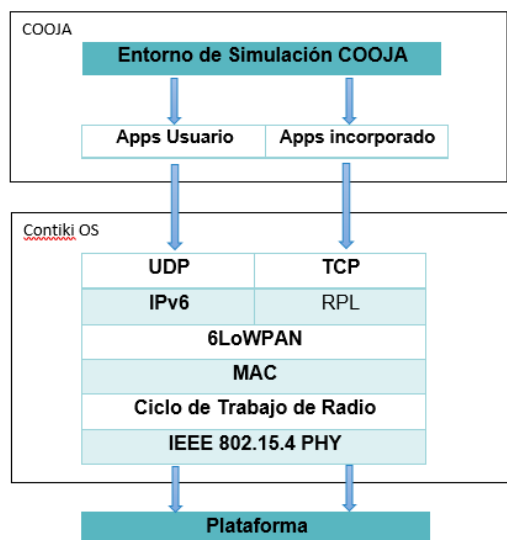 COOJA
Entorno de Simulación COOJA
Apps Usuario Apps incorporado
Contiki OS
UDP TCP
IPv6 RPL
6LoWPAN
MAC
Ciclo de Trabajo de Radio
IEEE 802.15.4 PHY
Plataforma